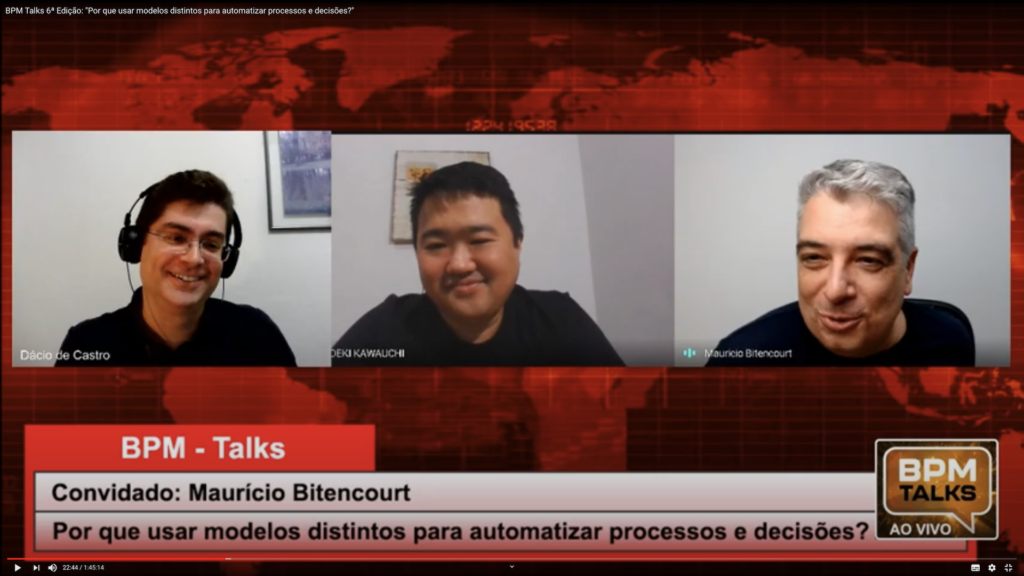 BPM Talks 6ª Edição: "Por que usar modelos distintos para automatizar processos e decisões?"
Dácio de Castro
DEKI KAWAUCHI
Mauricio Bitencourt
BPM - Talks
Convidado: Maurício Bitencourt
Por que usar modelos distintos para automatizar processos e decisões?
BPM
TALKS
AO VIVO
22:44 / 1:45:14